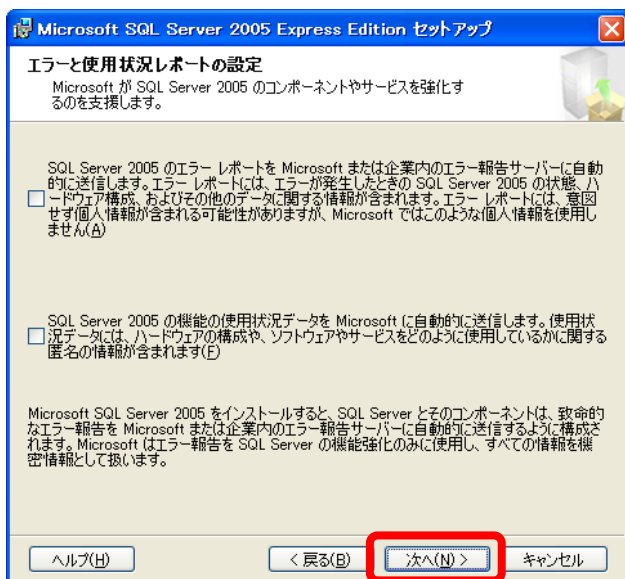 Microsoft SQL Server 2005 Express Edition セットアップ
エラーと使用状況レポートの設定
Microsoft が SQL Server 2005 のコンポーネントやサービスを強化す
るのを支援します。
SQL Server 2005 のエラー レポートを Microsoft または企業内のエラー報告サーバーに自動
的に送信します。エラー レポートには、エラーが発生したときの SQL Server 2005 の状態、ハ
ードウェア構成、およびその他のデータに関する情報が含まれます。エラー レポートには、意図
せず個人情報が含まれる可能性がありますが、Microsoft ではこのような個人情報を使用し
ません(A)
SQL Server 2005 の機能の使用状況データを Microsoft に自動的に送信します。使用状
況データには、ハードウェアの構成や、ソフトウェアやサービスをどのように使用しているかに関する
匿名の情報が含まれます(F)
Microsoft SQL Server 2005 をインストールすると、SQL Server とそのコンポーネントは、致命的
なエラー報告を Microsoft または企業内のエラー報告サーバーに自動的に送信するように構成さ
れます。Microsoft はエラー報告を SQL Server の機能強化のみに使用し、すべての情報を機
密情報として扱います。
ヘルプ(H)
< 戻る(B)
次へ(N) >
キャンセル